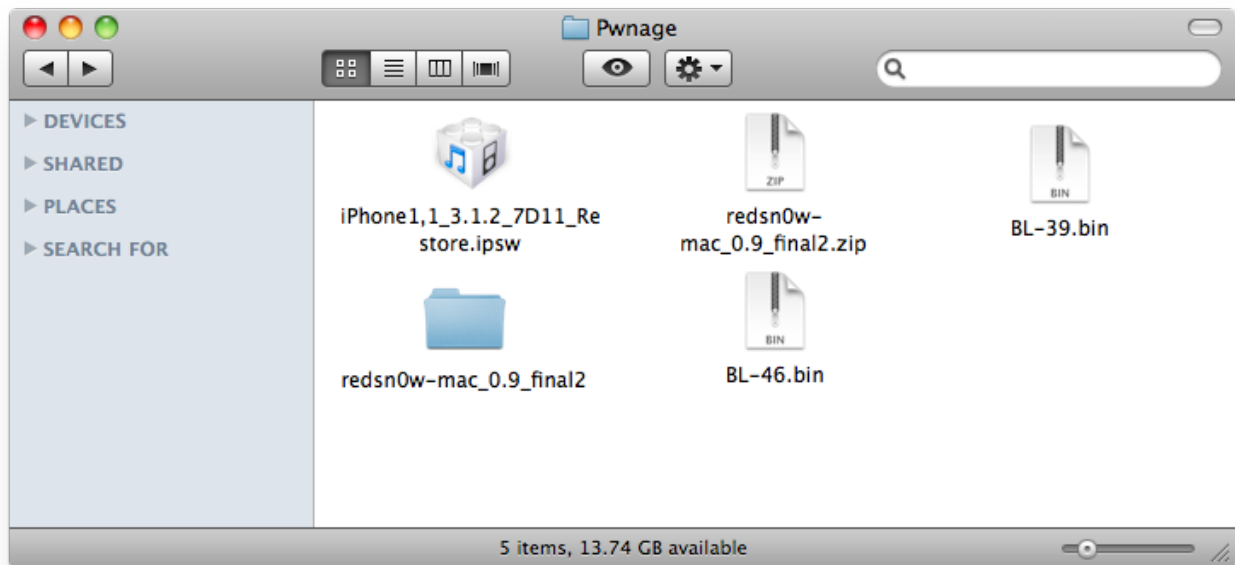 Pwnage
DEVICES
SHARED
PLACES
SEARCH FOR
ZIP
BIN
iPhone1,1_3.1.2_7D11_Re
store.ipsw
redsn0w-
mac_0.9_final2.zip
BL-39.bin
BIN
redsn0w-mac_0.9_final2
BL-46.bin
5 items, 13.74 GB available